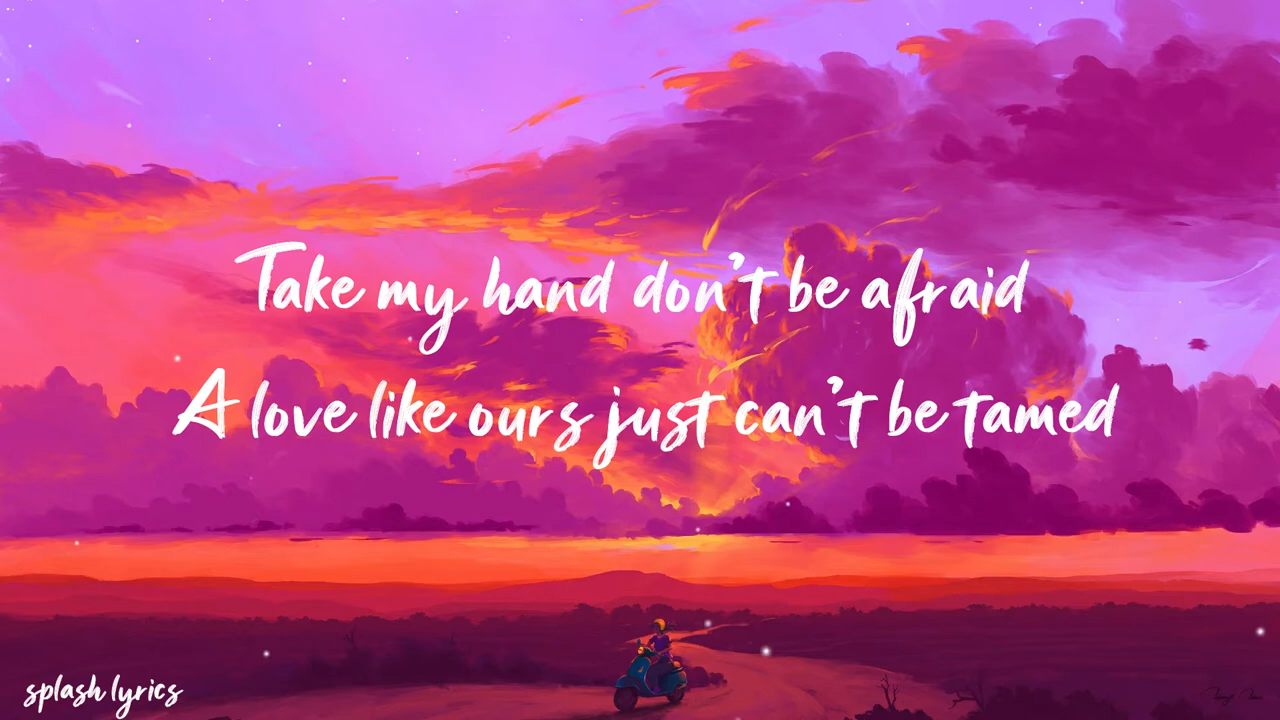 Take my hand don't be afraid
A love like ours just can't be tamed
splash lyrics